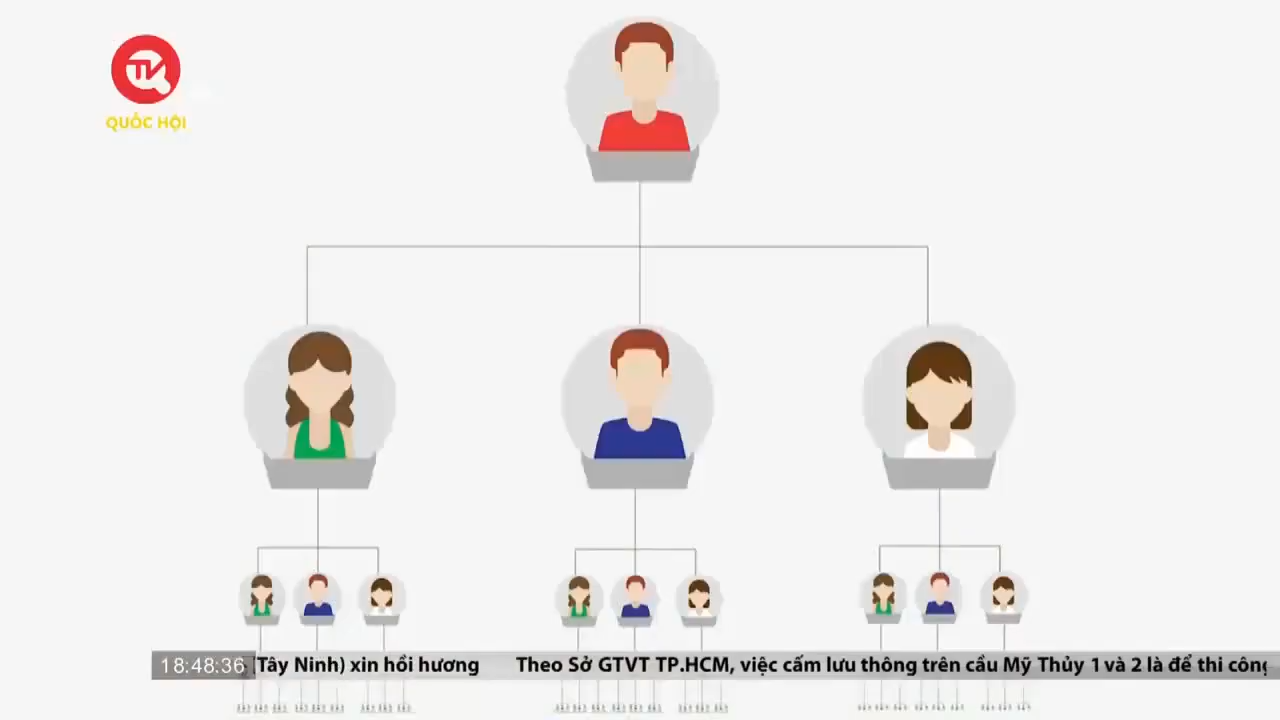 TV
QUỐC HỘI
18:48:36 (Tây Ninh) xin hồi hương Theo Sở GTVT TP.HCM, việc cấm lưu thông trên cầu Mỹ Thủy 1 và 2 là để thi công